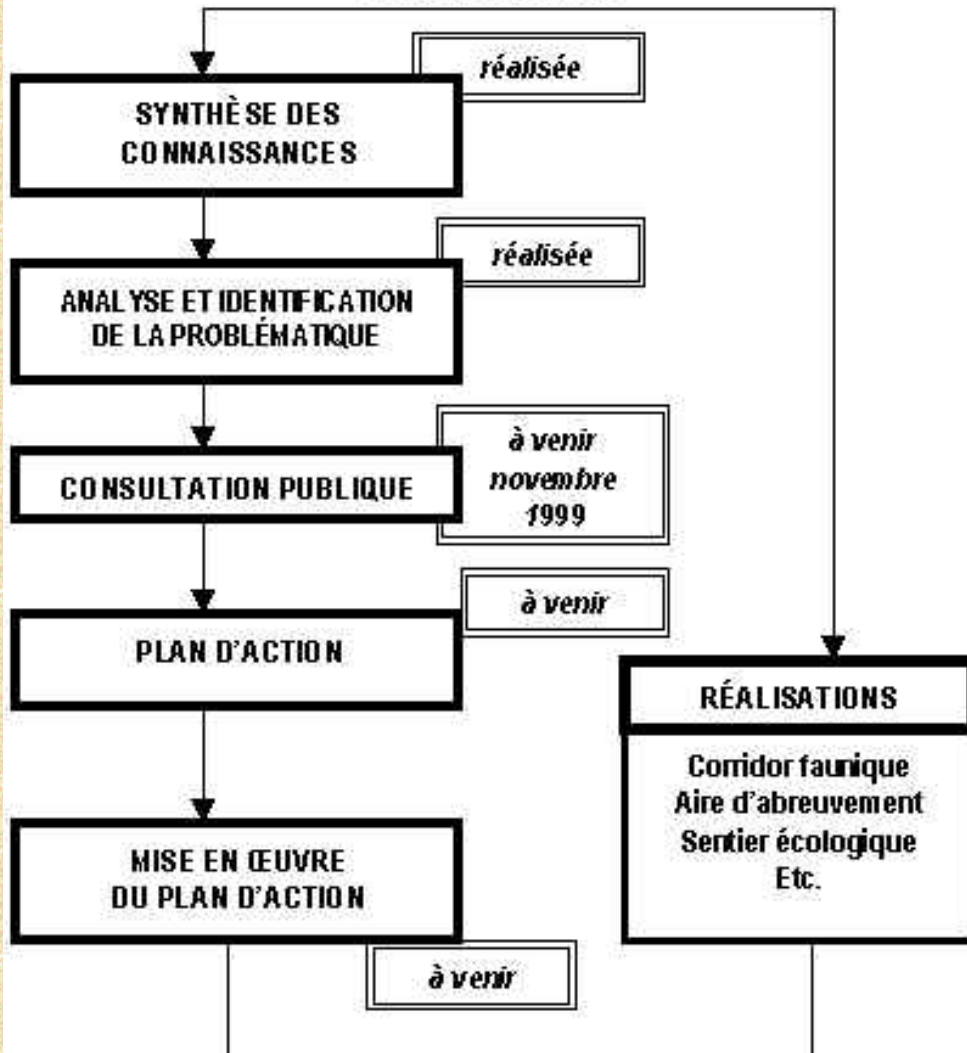 réalisée
SYNTHÈSE DES
CONNAISSANCES
réalisée
ANALYSE ET IDENTIFICATION
DE LA PROBLÉMATIQUE
à venir
novembre
1999
CONSULTATION PUBLIQUE
à venir
PLAN D'ACTION
MISE EN ŒUVRE
DU PLAN D'ACTION
à venir
RÉALISATIONS
Corridor faunique
Aire d'abreuvement
Sentier écologique
Etc.